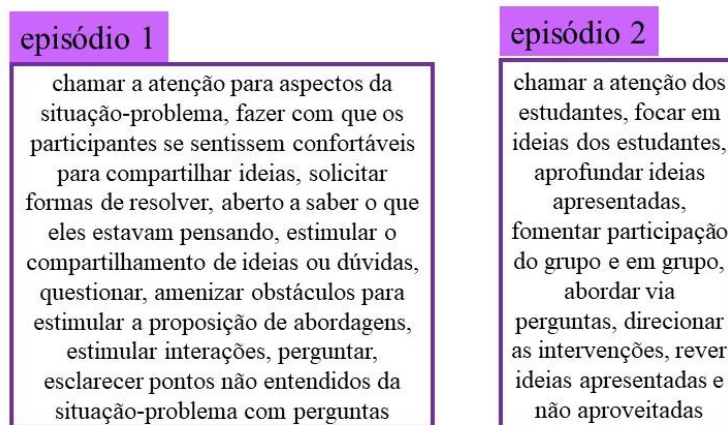 episódio 1
chamar a atenção para aspectos da
situação-problema, fazer com que os
participantes se sentissem confortáveis
para compartilhar ideias, solicitar
formas de resolver, aberto a saber o que
eles estavam pensando, estimular o
compartilhamento de ideias ou dúvidas,
questionar, amenizar obstáculos para
estimular a proposição de abordagens,
estimular interações, perguntar,
esclarecer pontos não entendidos da
situação-problema com perguntas
episódio 2
chamar a atenção dos
estudantes, focar em
ideias dos estudantes,
aprofundar ideias
apresentadas,
fomentar participação
do grupo e em grupo,
abordar via
perguntas, direcionar
as intervenções, rever
ideias apresentadas e
não aproveitadas